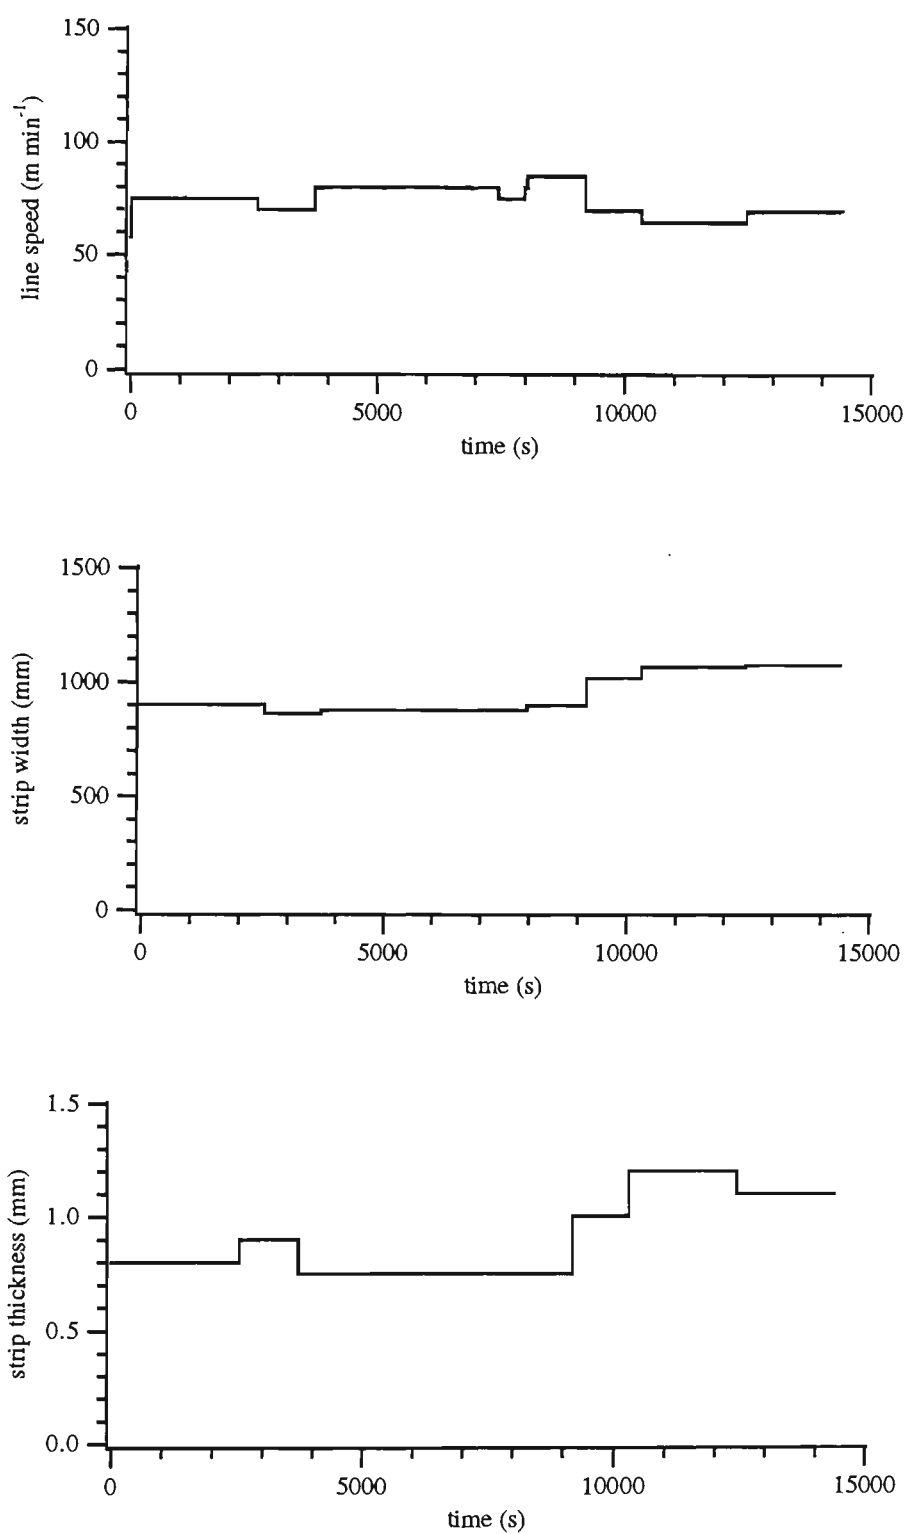 150
100
50
0
line speed (m min⁻¹)
0 5000 10000 15000
time (s)
1500
1000
500
0
strip width (mm)
0 5000 10000 15000
time (s)
1.5
1.0
0.5
0.0
strip thickness (mm)
0 5000 10000 15000
time (s)